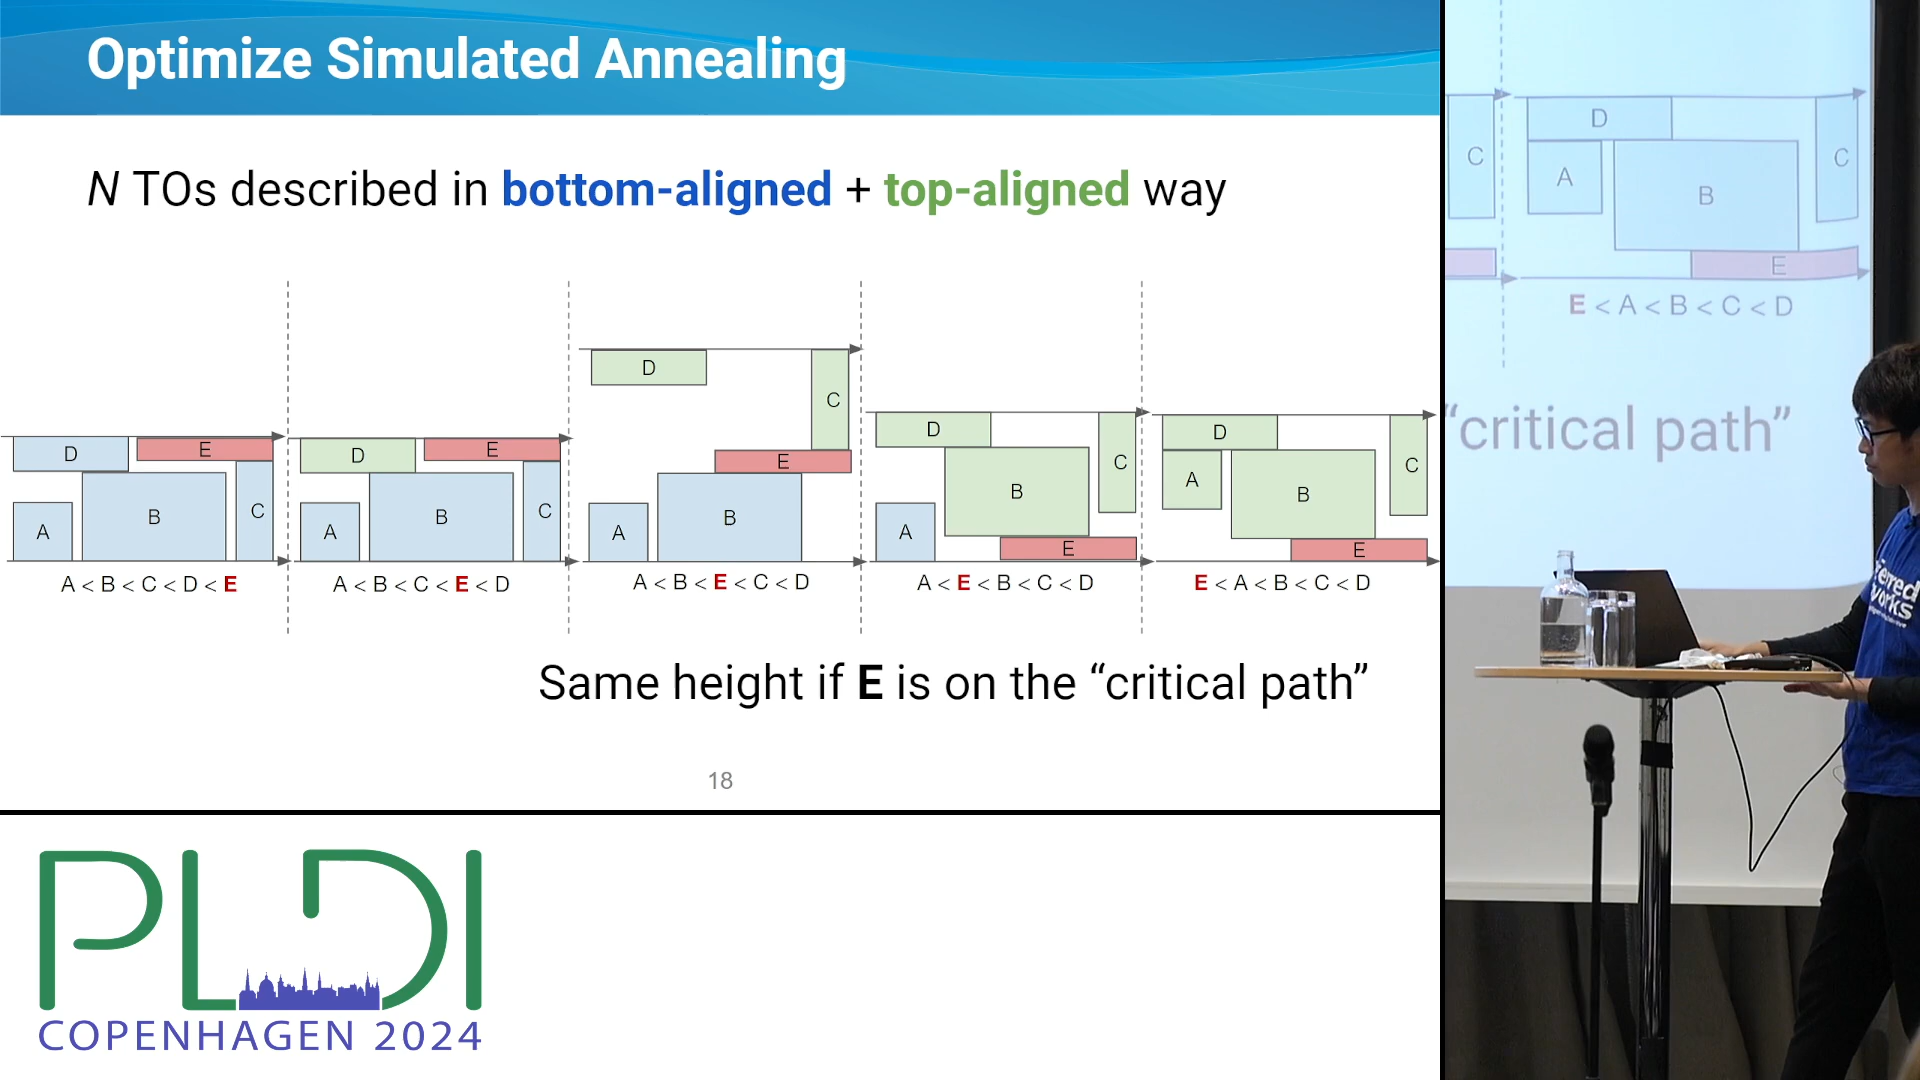 Optimize Simulated Annealing
N TOs described in bottom-aligned + top-aligned way
D E
A B C
A < B < C < D < E
D E
A B C
A < B < C < E < D
D
C
E
A B
A < B < E < C < D
D
C
B
A
E
A < E < B < C < D
D
C
A B
E
E < A < B < C < D
Same height if E is on the “critical path”
18
PLDI
COPENHAGEN 2024
C
D
C
A
B
E
E < A < B < C < D
“critical path”